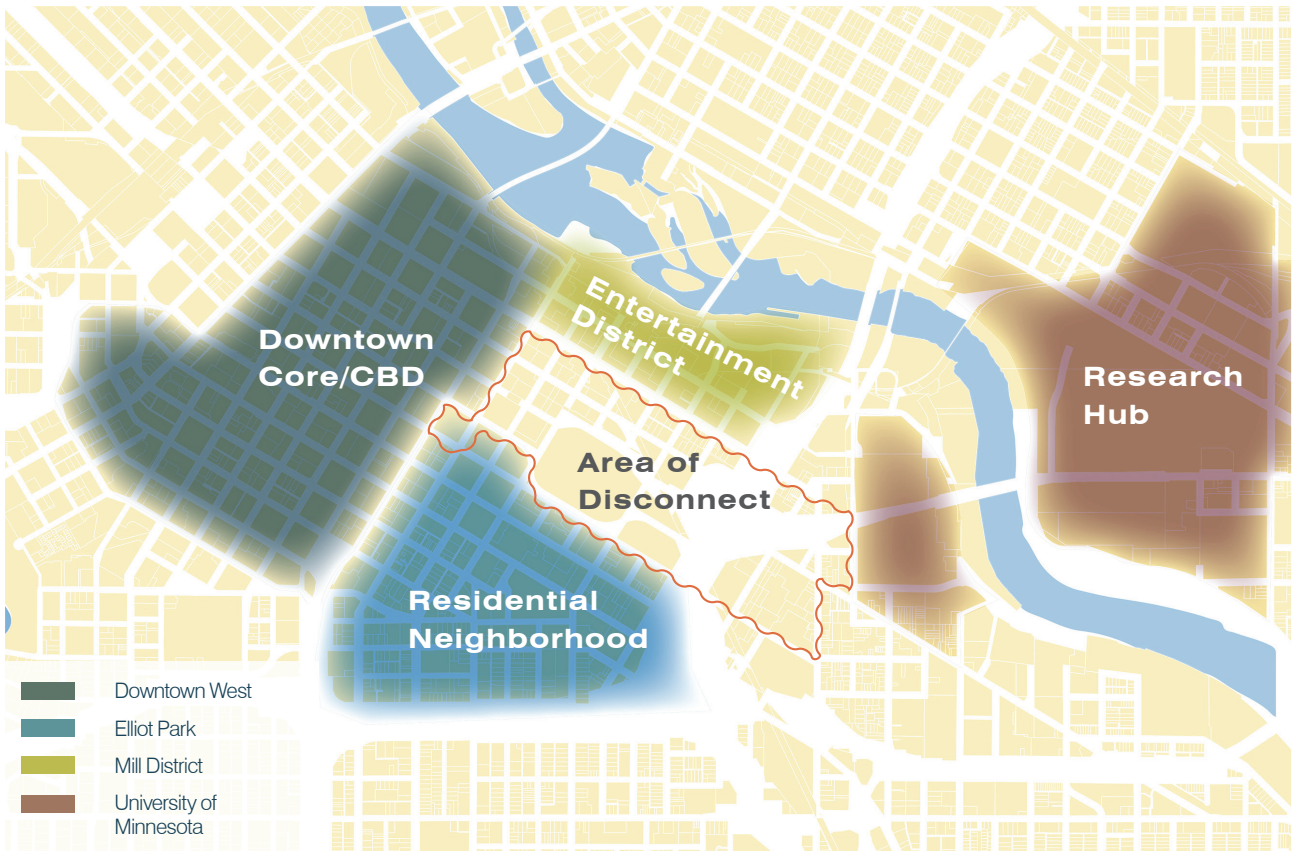 Entertainment
District
Downtown
Core/CBD
Research
Hub
Area of
Disconnect
Residential
Neighborhood
Downtown West
Elliot Park
Mill District
University of
Minnesota